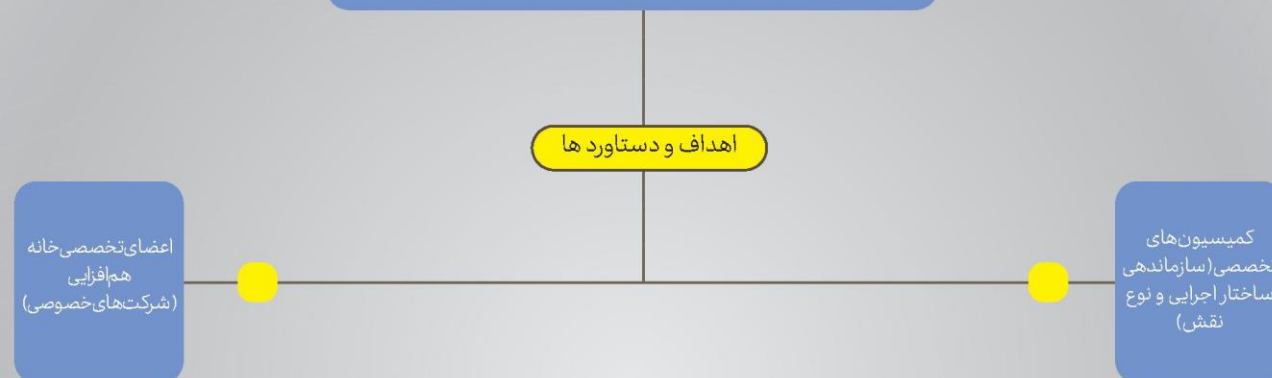 اهداف و دستاورد ها
کمیسیون‌های
تخصصی(سازماندهی
ساختار اجرایی و نوع
نقش)
اعضای‌تخصصی‌خانه
هم‌افزایی
(شرکت‌های‌خصوصی)